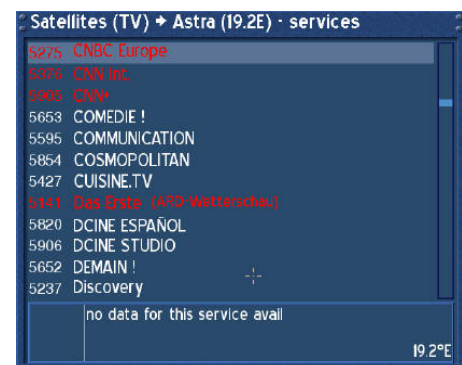 Satellites (TV) → Astra (19.2E) - services
5275 CNBC Europe
5076 CNN Int.
5905 CNN+
5653 COMEDIE !
5595 COMMUNICATION
5854 COSMOPOLITAN
5427 CUISINE.TV
5141 Das Erste (ARD-Wetterschau)
5820 DCINE ESPAÑOL
5906 DCINE STUDIO
5652 DEMAIN !
5237 Discovery
no data for this service avail
19.2°E